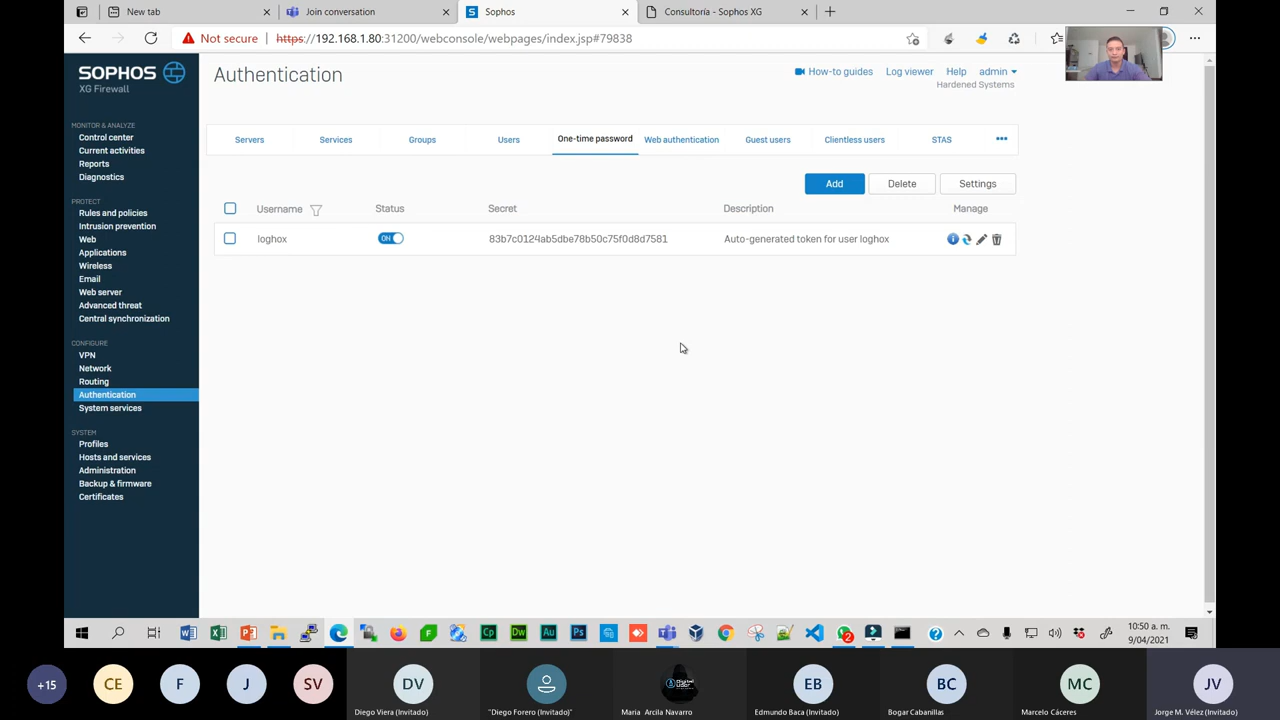 New tab
Join conversation
Sophos
Consultoría - Sophos XG
Not secure
https://192.168.1.80:31200/webconsole/webpages/index.jsp#79838
SOPHOS
XG Firewall
Authentication
How-to guides
Log viewer
Help
admin
Hardened Systems
MONITOR & ANALYZE
Control center
Current activities
Reports
Diagnostics
PROTECT
Rules and policies
Intrusion prevention
Web
Applications
Wireless
Email
Web server
Advanced threat
Central synchronization
CONFIGURE
VPN
Network
Routing
Authentication
System services
SYSTEM
Profiles
Hosts and services
Administration
Backup & firmware
Certificates
Servers
Services
Groups
Users
One-time password
Web authentication
Guest users
Clientless users
STAS
Add
Delete
Settings
Username
Status
Secret
Description
Manage
loghox
ON
83b7c0124ab5dbe78b50c75f0d8d7581
Auto-generated token for user loghox
10:50 a. m.
9/04/2021
+15
CE
F
J
SV
DV
Diego Viera (Invitado)
"Diego Forero (Invitado)"
Maria Arcila Navarro
EB
Edmundo Baca (Invitado)
BC
Bogar Cabanillas
MC
Marcelo Cáceres
JV
Jorge M. Vélez (Invitado)